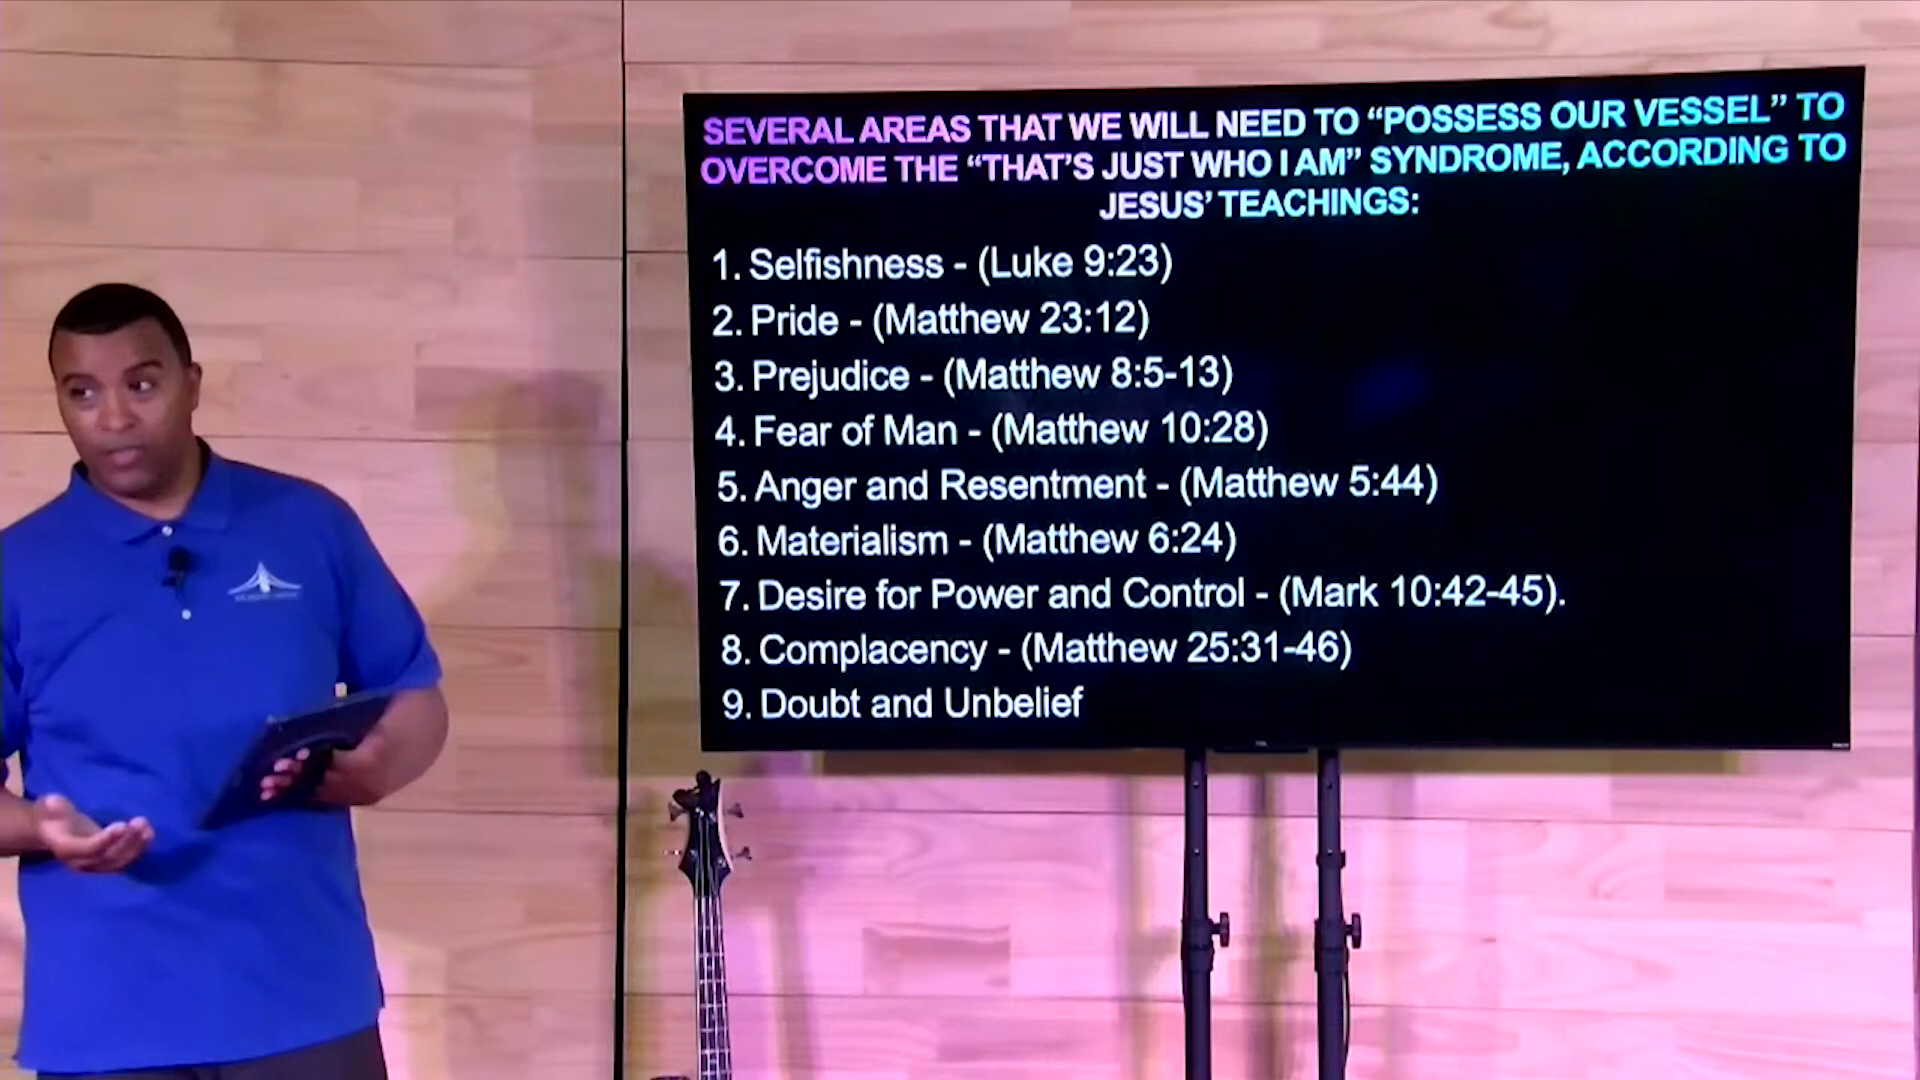 SEVERAL AREAS THAT WE WILL NEED TO “POSSESS OUR VESSEL” TO
OVERCOME THE “THAT’S JUST WHO I AM” SYNDROME, ACCORDING TO
JESUS’ TEACHINGS:
1. Selfishness - (Luke 9:23)
2. Pride - (Matthew 23:12)
3. Prejudice - (Matthew 8:5-13)
4. Fear of Man - (Matthew 10:28)
5. Anger and Resentment - (Matthew 5:44)
6. Materialism - (Matthew 6:24)
7. Desire for Power and Control - (Mark 10:42-45).
8. Complacency - (Matthew 25:31-46)
9. Doubt and Unbelief